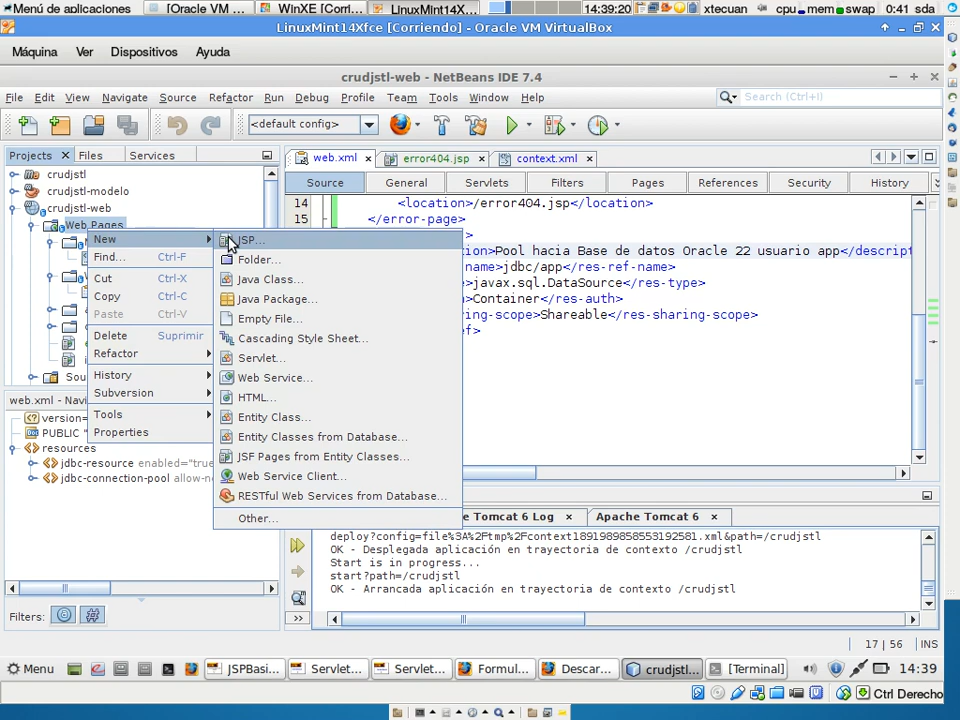 Menú de aplicaciones
[Oracle VM ...
WinXE [Corri...
LinuxMint14X...
14:39:20
xtecuan
cpu
mem
swap
0:41 sda
LinuxMint14Xfce [Corriendo] - Oracle VM VirtualBox
Máquina Ver Dispositivos Ayuda
crudjstl-web - NetBeans IDE 7.4
File Edit View Navigate Source Refactor Run Debug Profile Team Tools Window Help
Search (Ctrl+I)
<default config>
Projects Files Services
web.xml error404.jsp context.xml
Source General Servlets Filters Pages References Security History
crudjstl
crudjstl-modelo
crudjstl-web
Web Pages
14 <location>/error404.jsp</location>
15 </error-page>
>
ion>Pool hacia Base de datos Oracle 22 usuario app</descript
name>jdbc/app</res-ref-name>
>javax.sql.DataSource</res-type>
>Container</res-auth>
ing-scope>Shareable</res-sharing-scope>
ef>
New
Find... Ctrl-F
Cut Ctrl-X
Copy Ctrl-C
Paste Ctrl-V
Delete Suprimir
Refactor
History
Subversion
Tools
Properties
JSP...
Folder...
Java Class...
Java Package...
Empty File...
Cascading Style Sheet...
Servlet...
Web Service...
HTML...
Entity Class...
Entity Classes from Database...
JSF Pages from Entity Classes...
Web Service Client...
RESTful Web Services from Database...
Other...
Sou
web.xml - Navi
version=
PUBLIC "
resources
jdbc-resource enabled="true
jdbc-connection-pool allow-n
Filters:
e Tomcat 6 Log Apache Tomcat 6
deploy?config=file%3A%2Ftmp%2Fcontext1891989858553192581.xml&path=/crudjstl
OK - Desplegada aplicación en trayectoria de contexto /crudjstl
Start is in progress...
start?path=/crudjstl
OK - Arrancada aplicación en trayectoria de contexto /crudjstl
17 | 56 INS
Menu
JSPBasi...
Servlet...
Servlet...
Formul...
Descar...
crudjstl...
[Terminal]
14:39
Ctrl Derecho